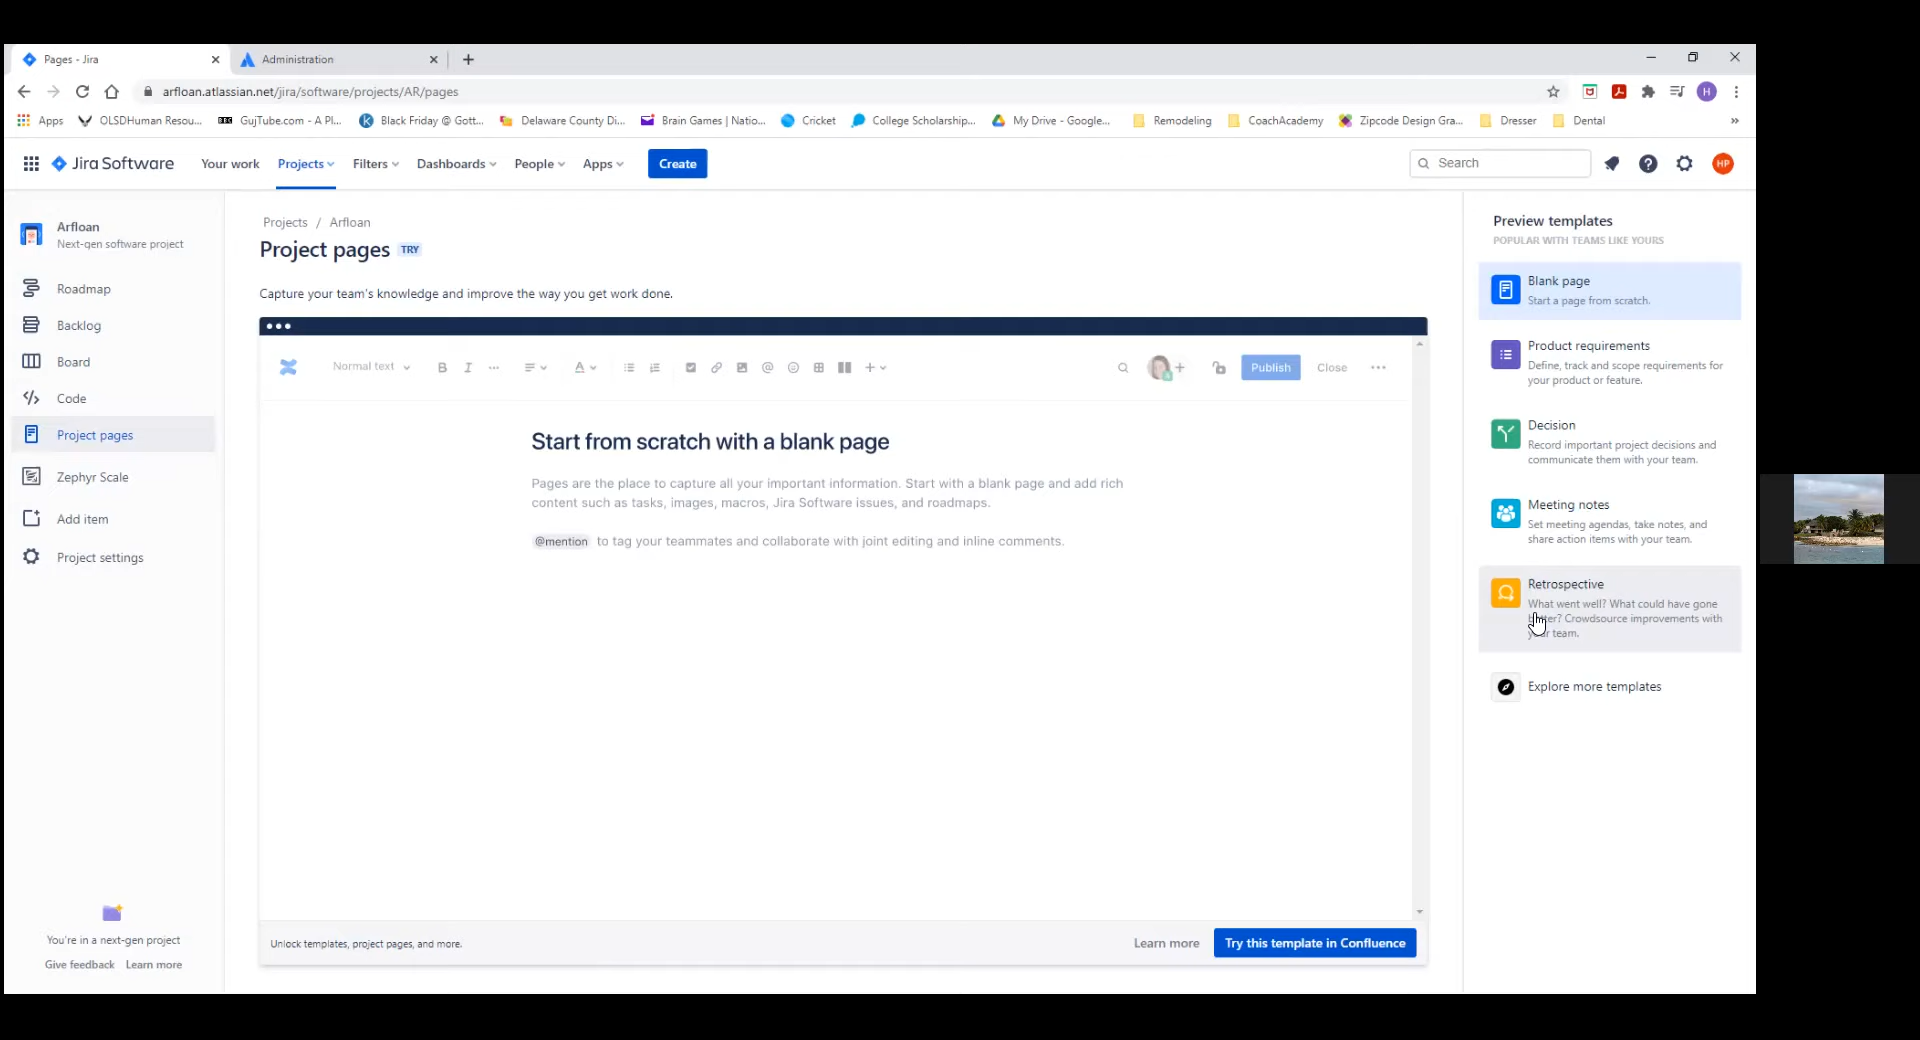 Pages - Jira
Administration
arfloan.atlassian.net/jira/software/projects/AR/pages
H
Apps
OLSDHuman Resou...
GujTube.com - A Pl...
Black Friday @ Gott...
Delaware County Di...
Brain Games | Natio...
Cricket
College Scholarship...
My Drive - Google...
Remodeling
CoachAcademy
Zipcode Design Gra...
Dresser
Dental
»
Jira Software
Your work
Projects
Filters
Dashboards
People
Apps
Create
Search
HP
Arfloan
Next-gen software project
Roadmap
Backlog
Board
Code
Project pages
Zephyr Scale
Add item
Project settings
You're in a next-gen project
Give feedback Learn more
Projects / Arfloan
Project pages TRY
Capture your team's knowledge and improve the way you get work done.
Normal text
B I ... A @
Publish
Close
Start from scratch with a blank page
Pages are the place to capture all your important information. Start with a blank page and add rich
content such as tasks, images, macros, Jira Software issues, and roadmaps.
@mention to tag your teammates and collaborate with joint editing and inline comments.
Unlock templates, project pages, and more.
Learn more
Try this template in Confluence
Preview templates
POPULAR WITH TEAMS LIKE YOURS
Blank page
Start a page from scratch.
Product requirements
Define, track and scope requirements for
your product or feature.
Decision
Record important project decisions and
communicate them with your team.
Meeting notes
Set meeting agendas, take notes, and
share action items with your team.
Retrospective
What went well? What could have gone
better? Crowdsource improvements with
your team.
Explore more templates